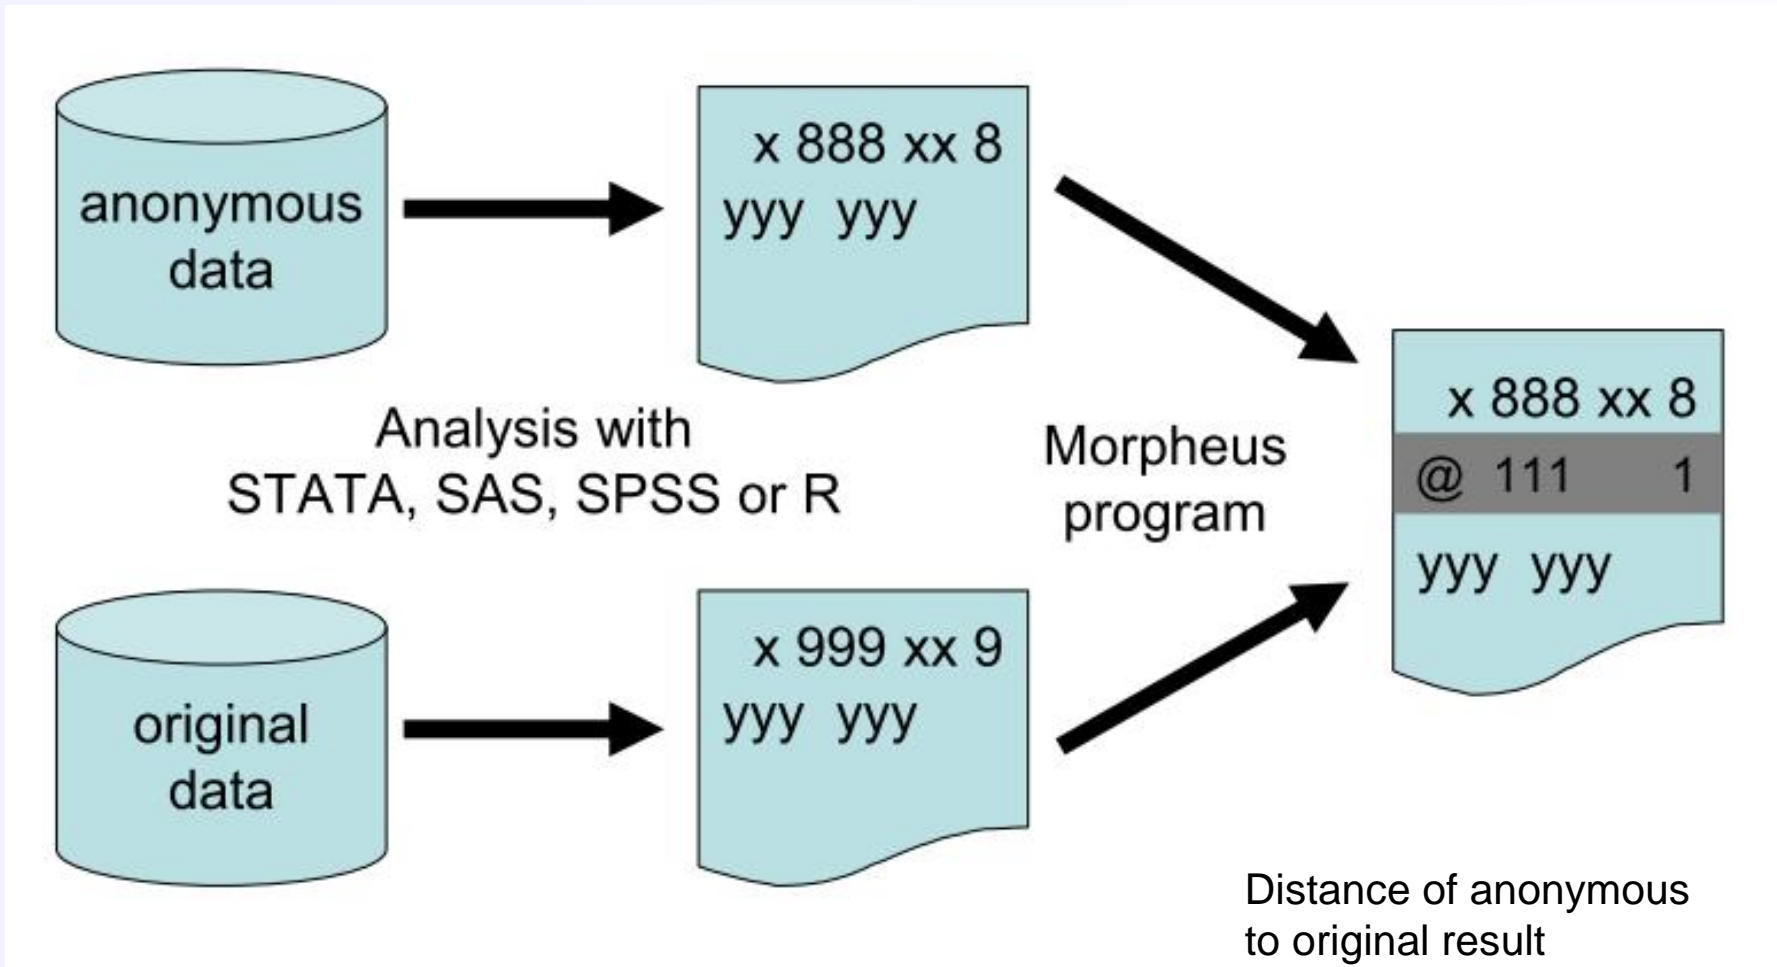 anonymous
data
x 888 xx 8
yyy yyy
Analysis with
STATA, SAS, SPSS or R
Morpheus
program
x 888 xx 8
@ 111 1
yyy yyy
original
data
x 999 xx 9
yyy yyy
Distance of anonymous
to original result